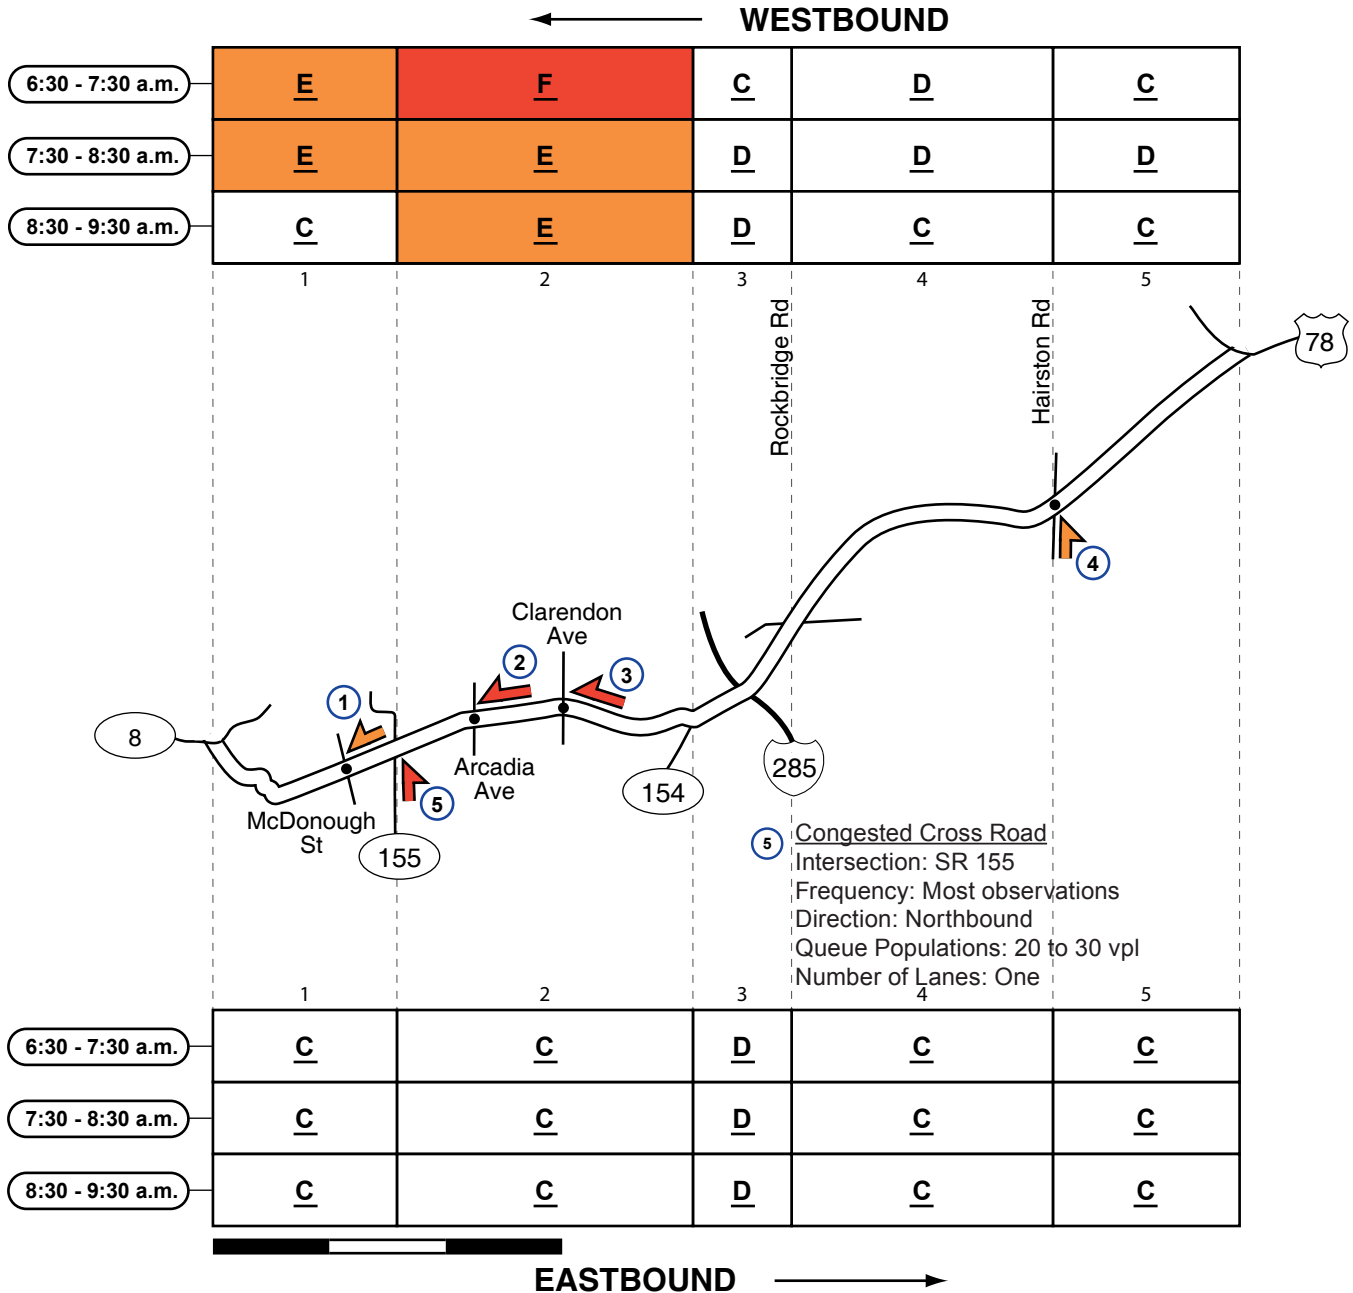 WESTBOUND
6:30 - 7:30 a.m. E F C D C
7:30 - 8:30 a.m. E E D D D
8:30 - 9:30 a.m. C E D C C
1 2 3 4 5
Rockbridge Rd
Hairston Rd
78
4
Clarendon
Ave
2
3
1
8
Arcadia
Ave
285
154
5
McDonough
St
155
5 Congested Cross Road
Intersection: SR 155
Frequency: Most observations
Direction: Northbound
Queue Populations: 20 to 30 vpl
Number of Lanes: One
1 2 3 4 5
6:30 - 7:30 a.m. C C D C C
7:30 - 8:30 a.m. C C D C C
8:30 - 9:30 a.m. C C D C C
EASTBOUND